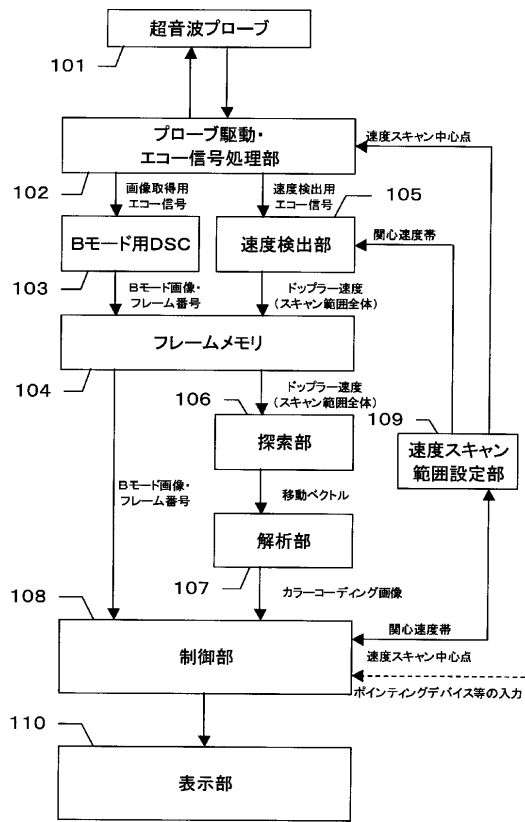 超音波プローブ
101
プローブ駆動・
エコー信号処理部
102
速度スキャン中心点
画像取得用
エコー信号
速度検出用
エコー信号
105
Bモード用DSC
103
速度検出部
関心速度帯
Bモード画像・
フレーム番号
ドップラー速度
(スキャン範囲全体)
フレームメモリ
104
ドップラー速度
(スキャン範囲全体)
106
探索部
109
速度スキャン
範囲設定部
Bモード画像・
フレーム番号
移動ベクトル
解析部
107
108
カラーコーディング画像
制御部
関心速度帯
速度スキャン中心点
ポインティングデバイス等の入力
110
表示部